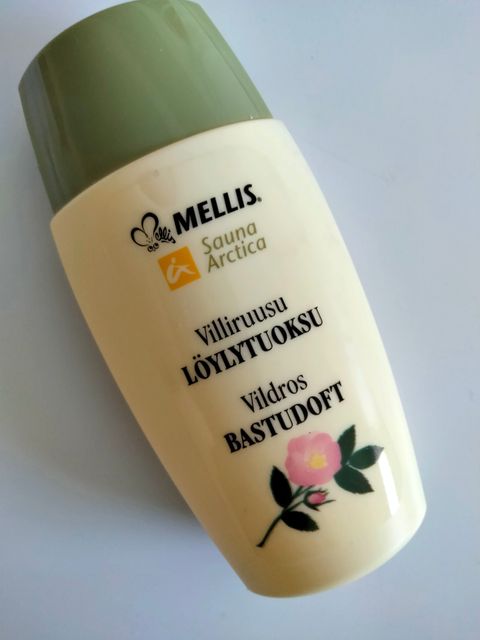 MELLIS®
Sauna
Arctica
Villiruusu
LÖYLYTUOKSU
Vildros
BASTUDOFT